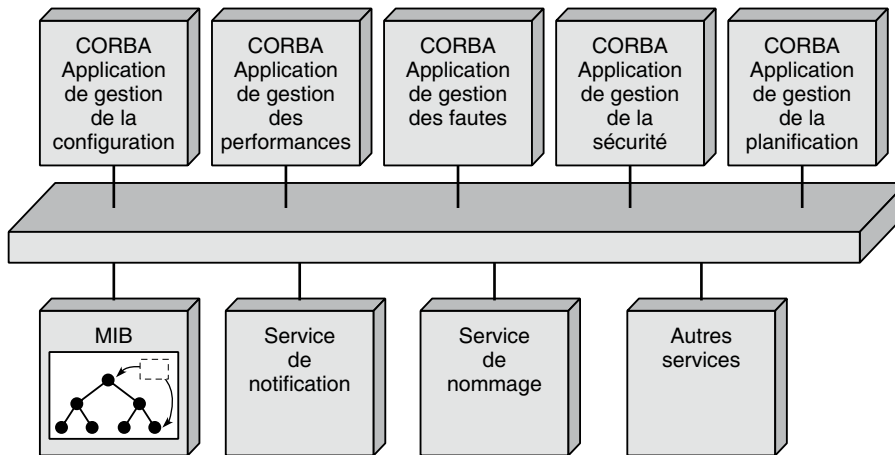 CORBA
Application
de gestion
de la
configuration
CORBA
Application
de gestion
des
performances
CORBA
Application
de gestion
des fautes
CORBA
Application
de gestion
de la
sécurité
CORBA
Application
de gestion
de la
planification
MIB
Service
de
notification
Service
de
nommage
Autres
services